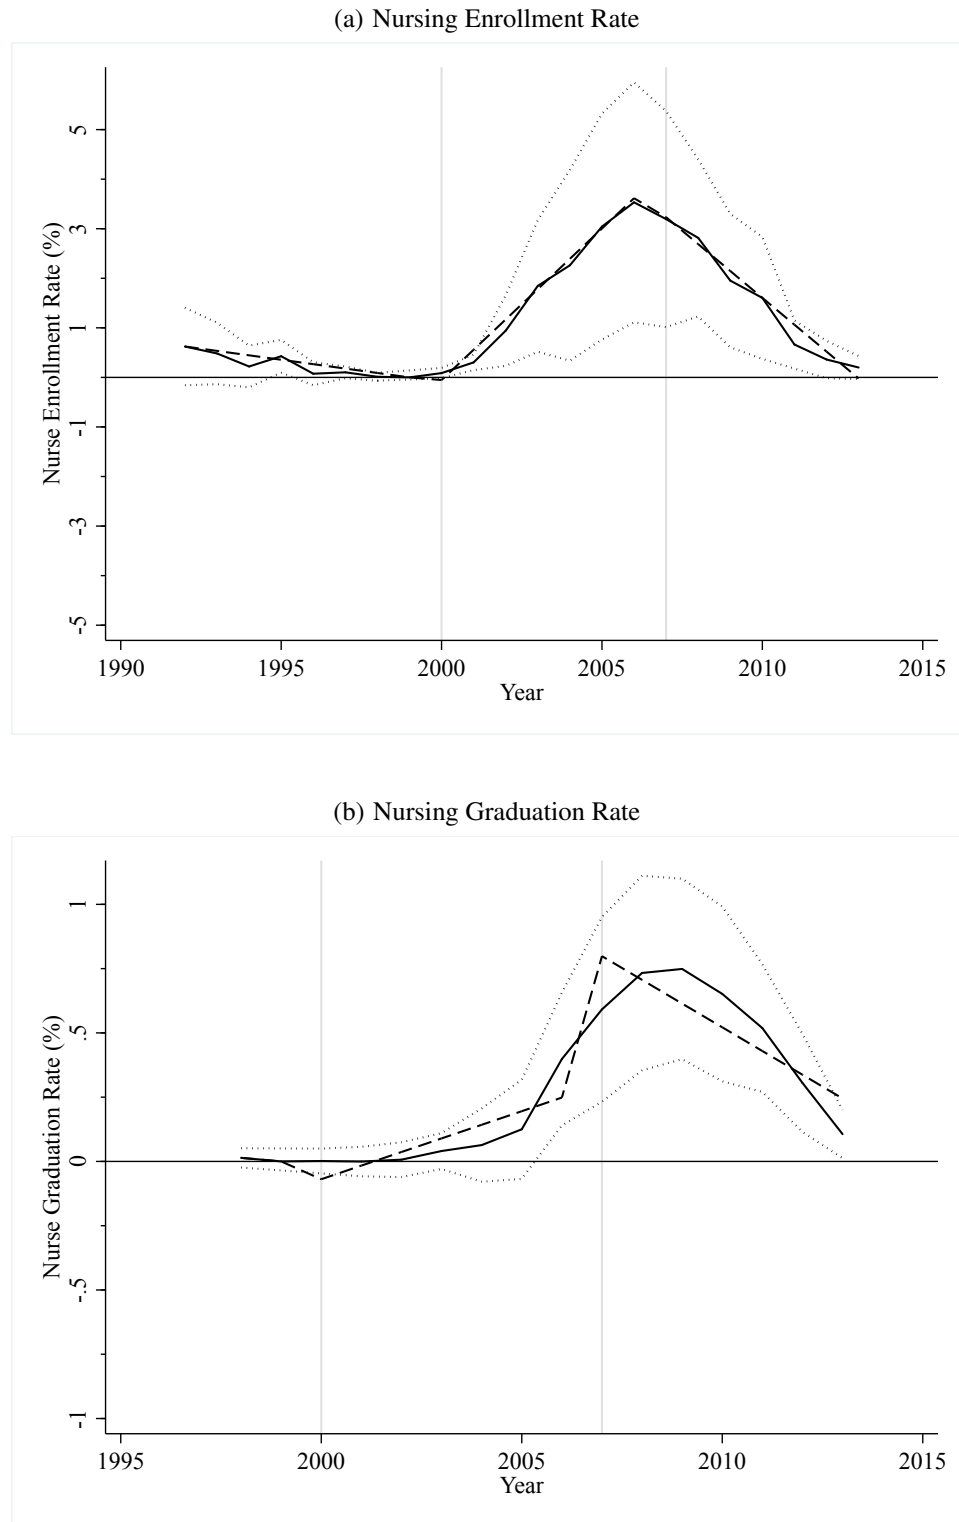 (a) Nursing Enrollment Rate
Nurse Enrollment Rate (%)
5
3
1
-1
-3
-5
1990 1995 2000 2005 2010 2015
Year
(b) Nursing Graduation Rate
Nurse Graduation Rate (%)
1
.5
0
-.5
-1
1995 2000 2005 2010 2015
Year